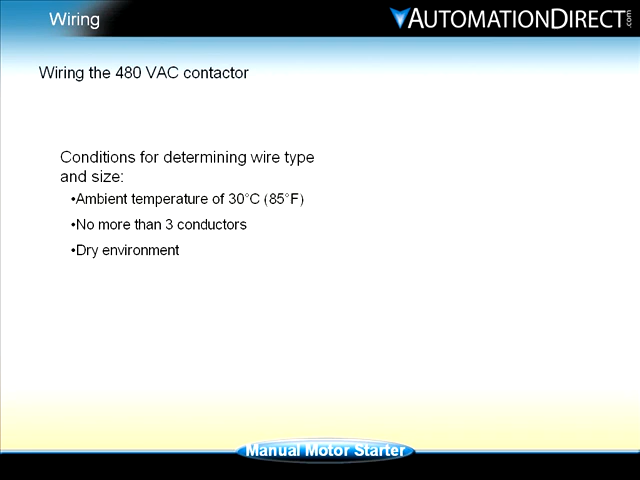 Wiring
AUTOMATIONDIRECT.com
Wiring the 480 VAC contactor
Conditions for determining wire type
and size:
•Ambient temperature of 30°C (85°F)
•No more than 3 conductors
•Dry environment
Manual Motor Starter